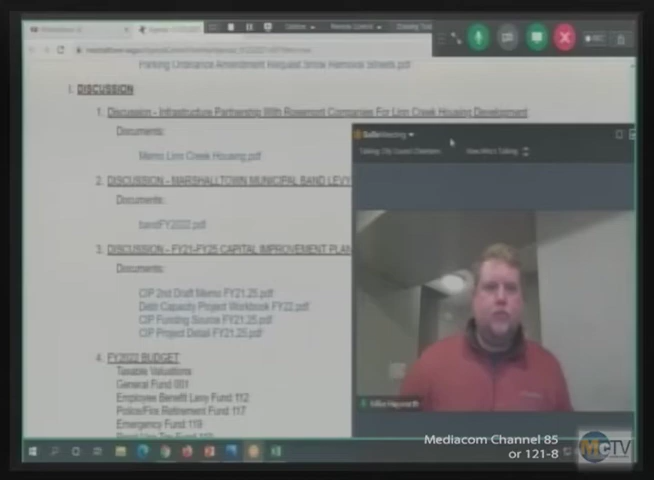 Parking Ordinance Amendment Request Snow Removal Streets.pdf
I. DISCUSSION
1. Discussion - Infrastructure Partnership With Rosemont Companies For Linn Creek Housing Development
Documents:
Memo Linn Creek Housing.pdf
2. DISCUSSION - MARSHALLTOWN MUNICIPAL BAND LEVY
Documents:
bandFY2022.pdf
3. DISCUSSION - FY21-FY25 CAPITAL IMPROVEMENT PLAN
Documents:
CIP 2nd Draft Memo FY21.25.pdf
Debt Capacity Project Workbook FY22.pdf
CIP Funding Source FY21.25.pdf
CIP Project Detail FY21.25.pdf
4. FY2022 BUDGET
Taxable Valuations
General Fund 001
Employee Benefit Levy Fund 112
Police/Fire Retirement Fund 117
Emergency Fund 119
GoToMeeting
Talking: City Council Chambers
View Who's Talking
Mediacom Channel 85
or 121-8
MCTV